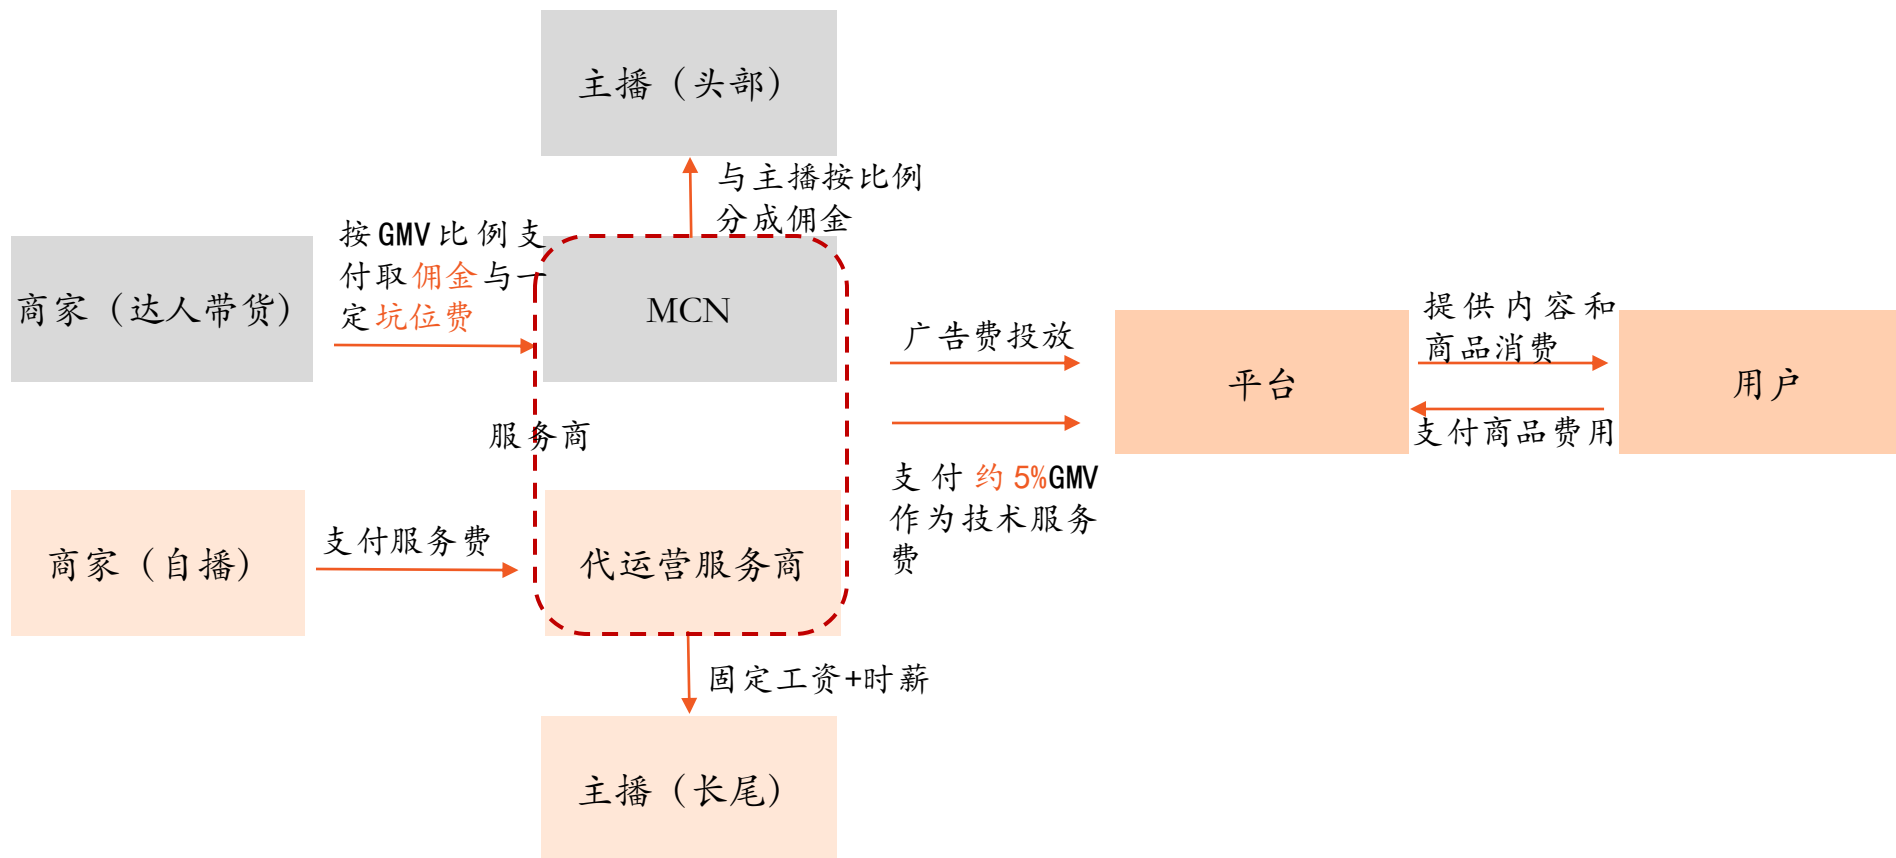 主播（头部）
与主播按比例
分成佣金
按GMV比例支
付取佣金与一
定坑位费
商家（达人带货）
MCN
广告费投放
提供内容和
商品消费
平台
用户
支付商品费用
服务商
支付约5%GMV
作为技术服务
费
商家（自播）
支付服务费
代运营服务商
固定工资+时薪
主播（长尾）